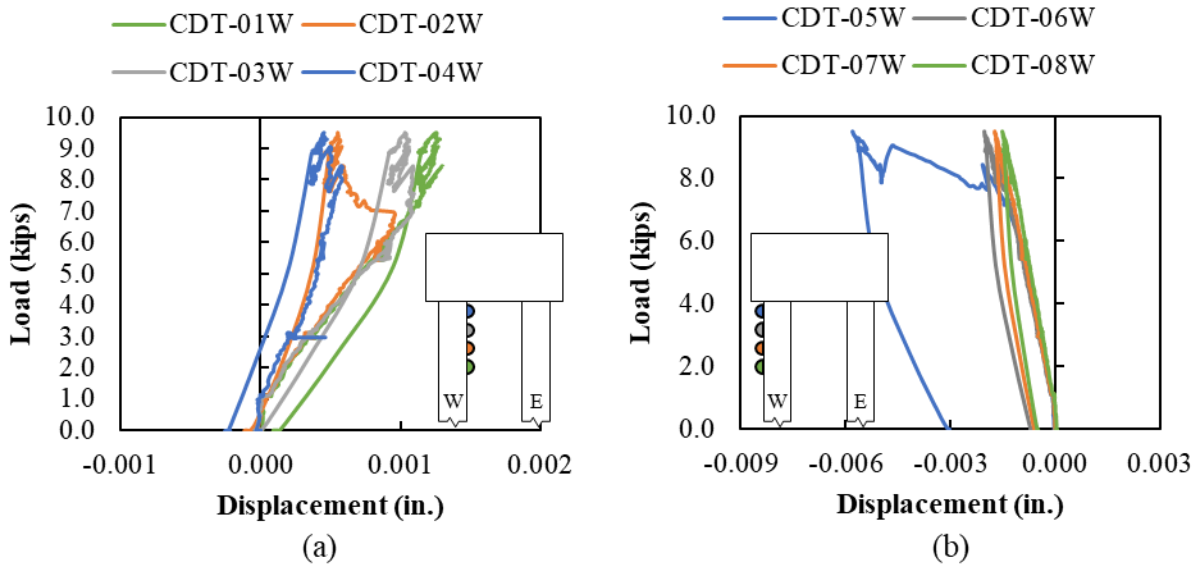 CDT-01W CDT-02W
CDT-03W CDT-04W
10.0
9.0
8.0
7.0
6.0
5.0
4.0
3.0
2.0
1.0
0.0
Load (kips)
W E
-0.001 0.000 0.001 0.002
Displacement (in.)
(a)
CDT-05W CDT-06W
CDT-07W CDT-08W
10.0
8.0
6.0
4.0
2.0
0.0
Load (kips)
W E
-0.009 -0.006 -0.003 0.000 0.003
Displacement (in.)
(b)